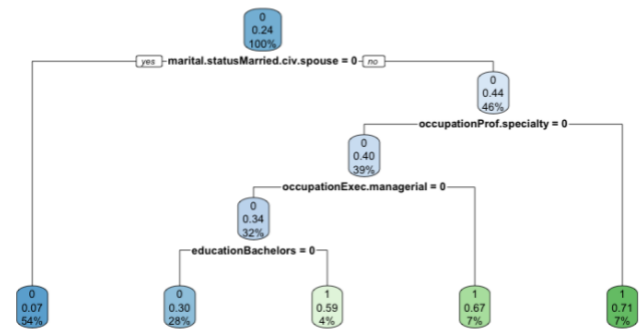 0
0.24
100%
yes marital.statusMarried.civ.spouse = 0 no
0
0.44
46%
occupationProf.specialty = 0
0
0.40
39%
occupationExec.managerial = 0
0
0.34
32%
educationBachelors = 0
0 0 1 1 1
0.07 0.30 0.59 0.67 0.71
54% 28% 4% 7% 7%